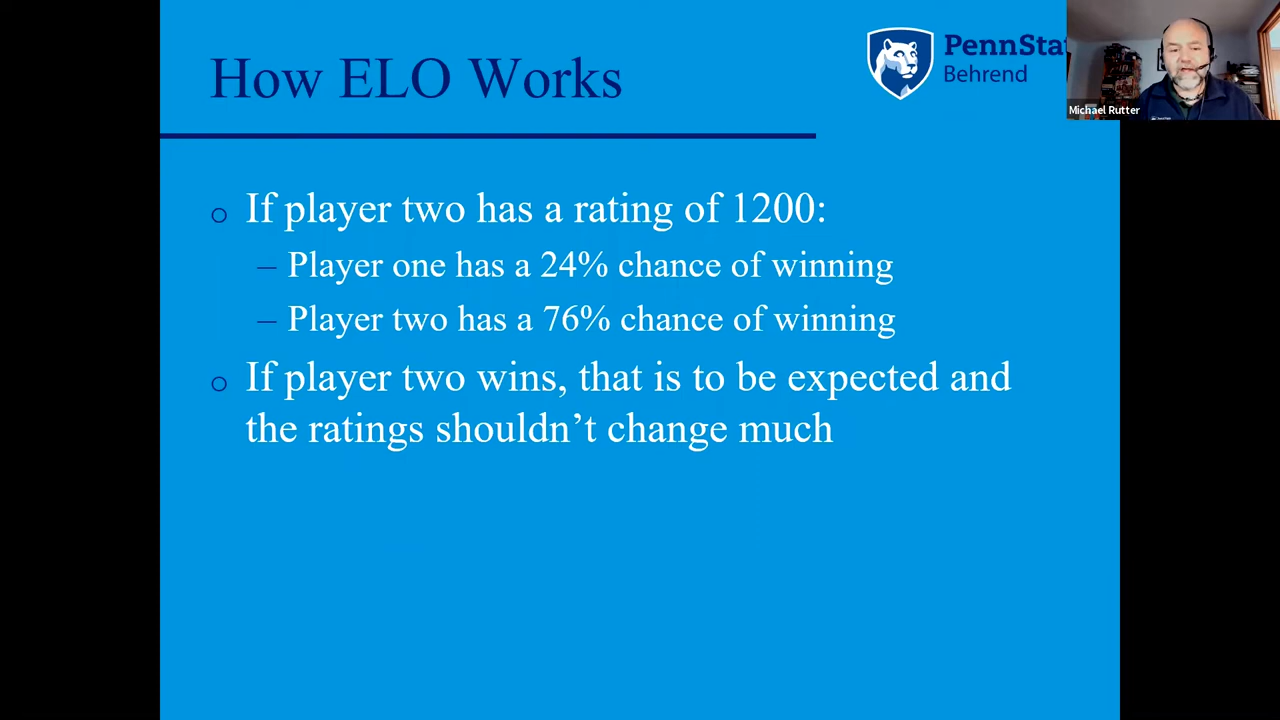 How ELO Works
PennSta
Behrend
Michael Rutter
If player two has a rating of 1200:
– Player one has a 24% chance of winning
– Player two has a 76% chance of winning
If player two wins, that is to be expected and
the ratings shouldn’t change much